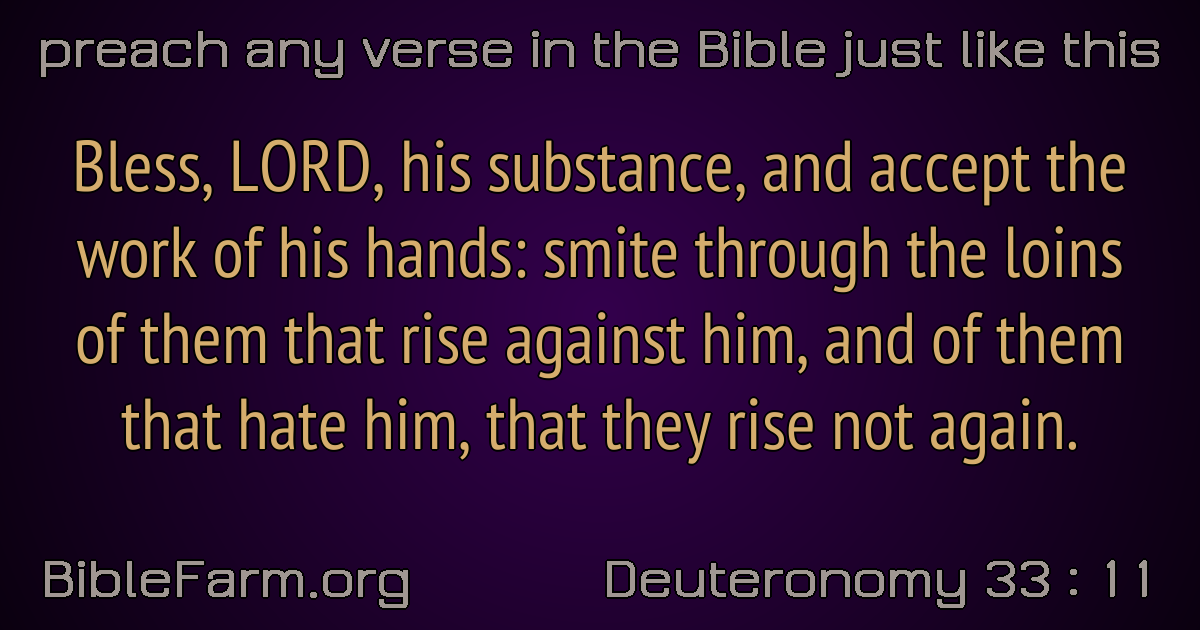 preach any verse in the Bible just like this
Bless, LORD, his substance, and accept the
work of his hands: smite through the loins
of them that rise against him, and of them
that hate him, that they rise not again.
BibleFarm.org
Deuteronomy 33 : 11